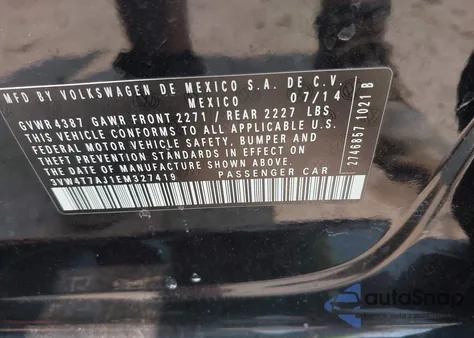 MFD BY VOLKSWAGEN DE MEXICO S.A. DE C.V.
MEXICO 07/14
GVWR4387 GAWR FRONT 2271 / REAR 2227 LBS
THIS VEHICLE CONFORMS TO ALL APPLICABLE U.S.
FEDERAL MOTOR VEHICLE SAFETY, BUMPER AND
THEFT PREVENTION STANDARDS IN EFFECT
ON THE DATE OF MANUFACTURE SHOWN ABOVE.
3VW4T7AJ1EM327419 PASSENGER CAR
2746857 1021 B
autoSnap